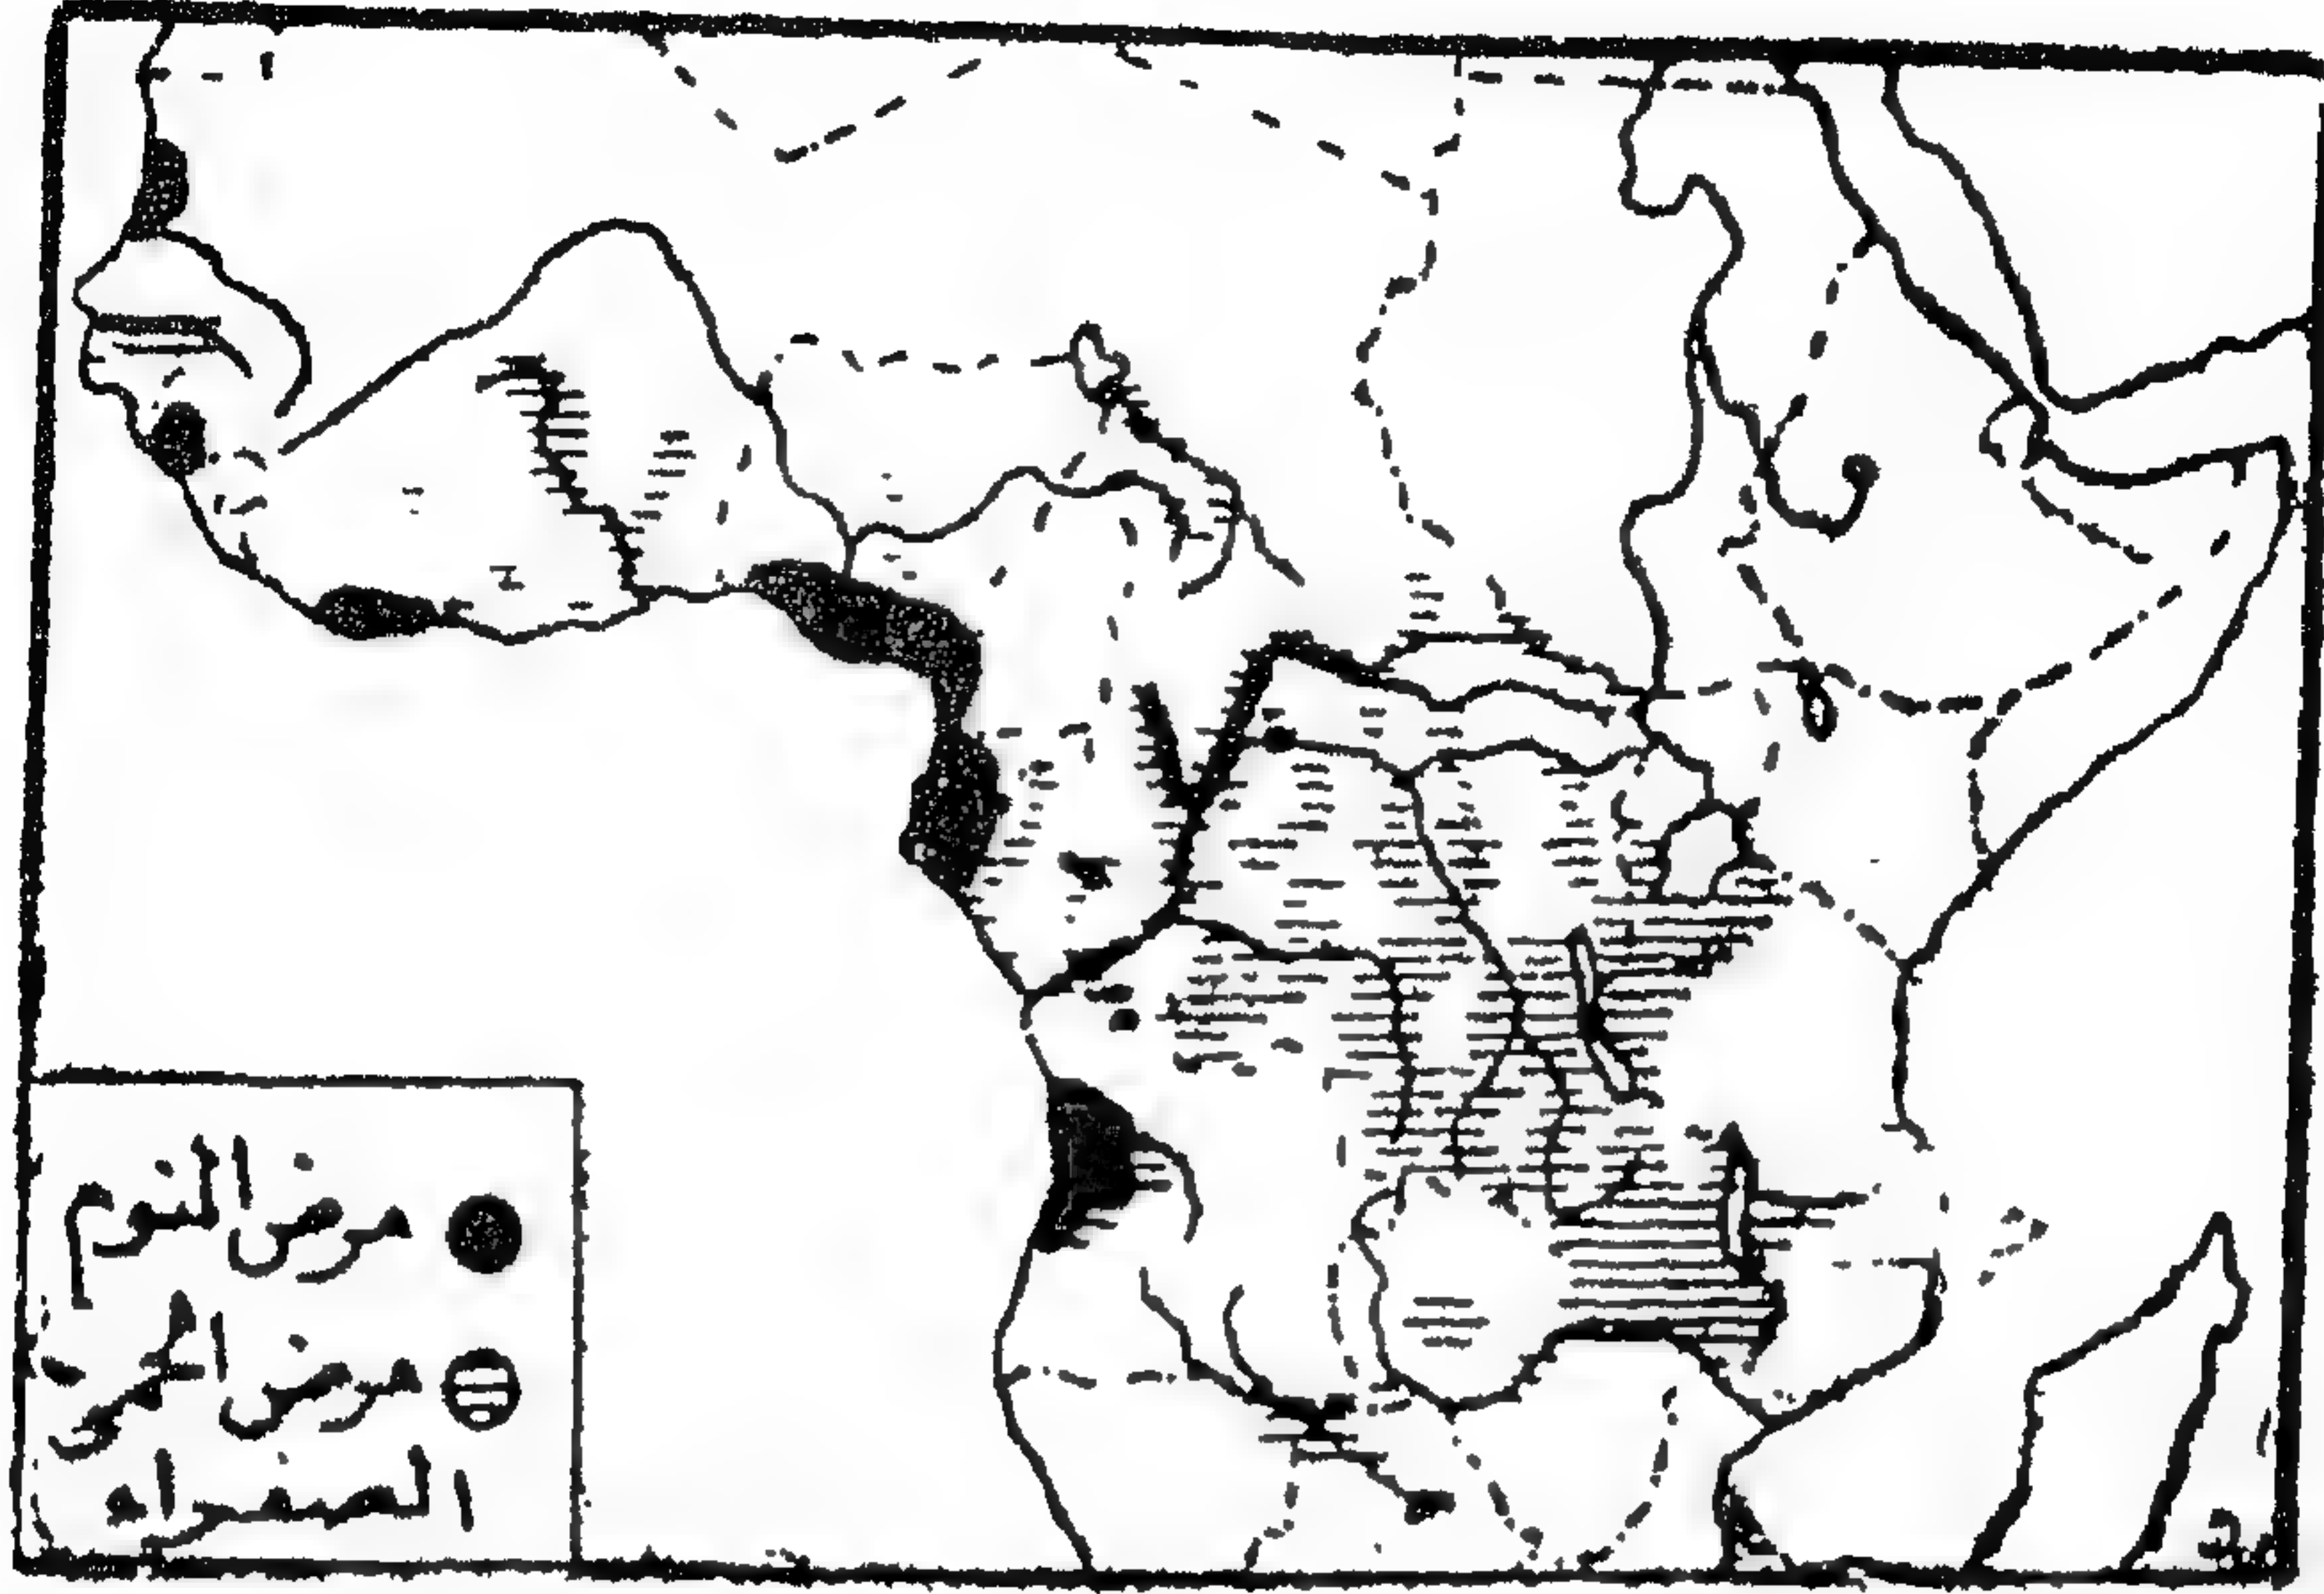 مرض النوم
مرض الحمى
الصفراء